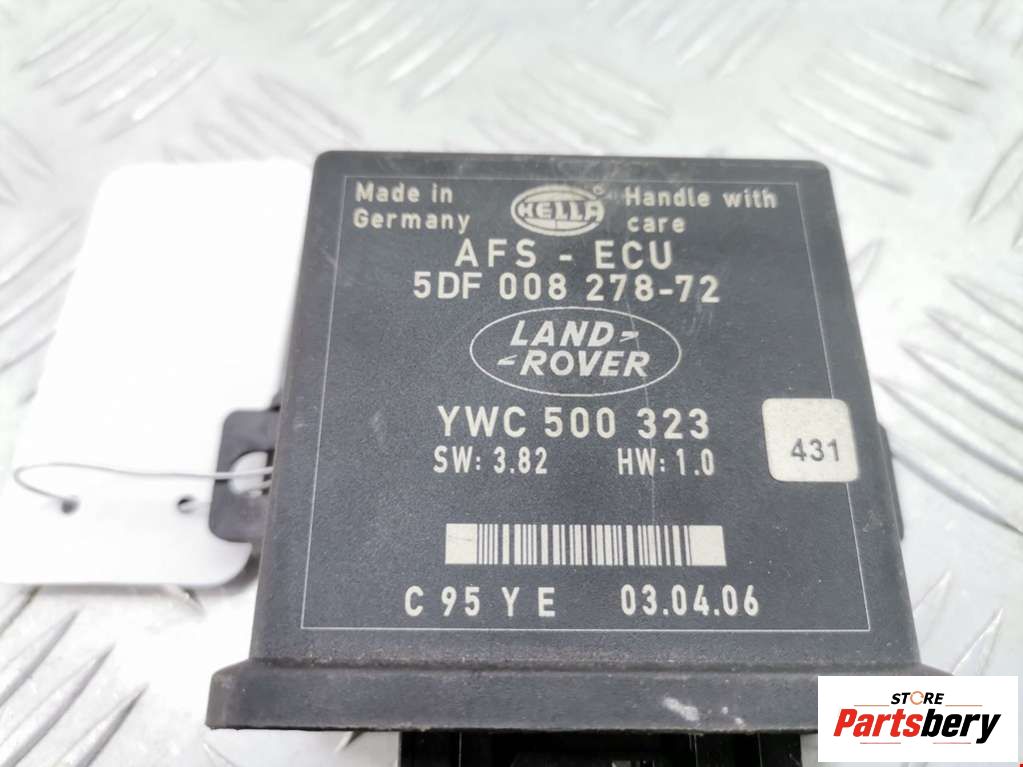 Made in
Germany
HELLA
Handle with
care
AFS - ECU
5DF 008 278-72
LAND
ROVER
YWC 500 323
SW: 3.82 HW: 1.0
431
C 95 Y E 03.04.06
STORE
Partsbery